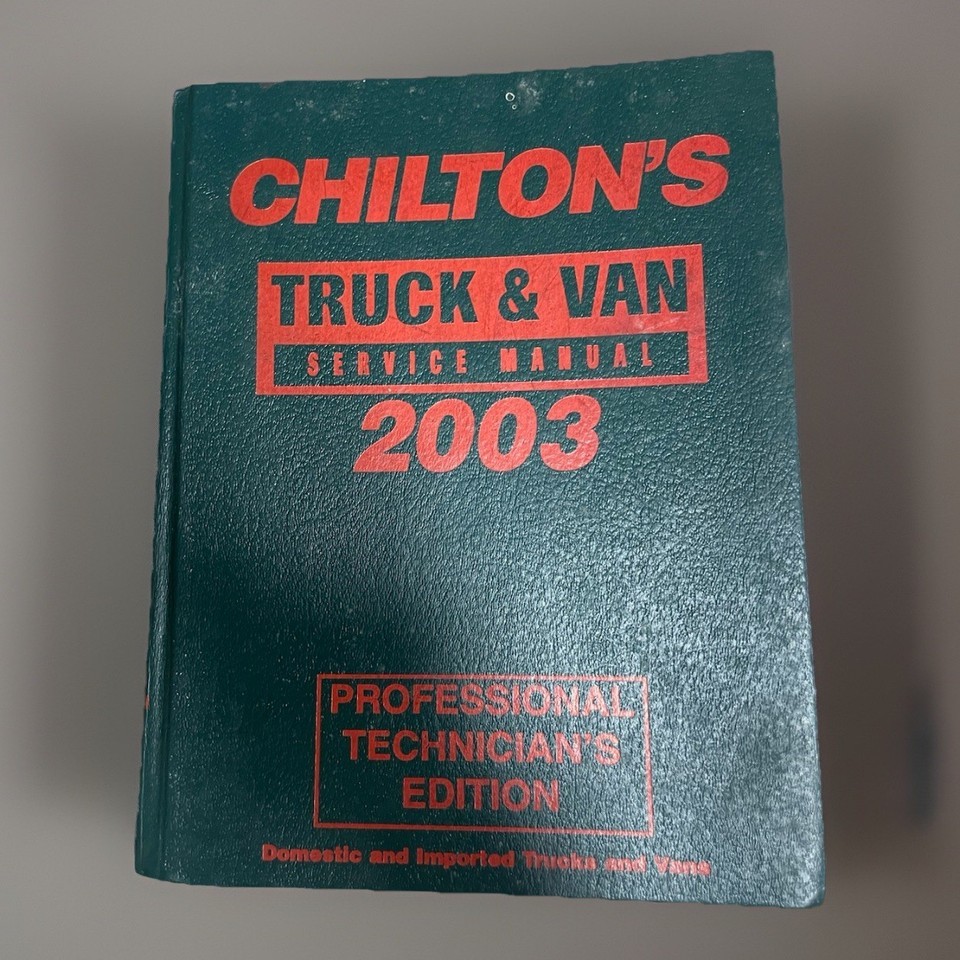 CHILTON'S
TRUCK & VAN
SERVICE MANUAL
2003
PROFESSIONAL
TECHNICIAN'S
EDITION
Domestic and Imported Trucks and Vans